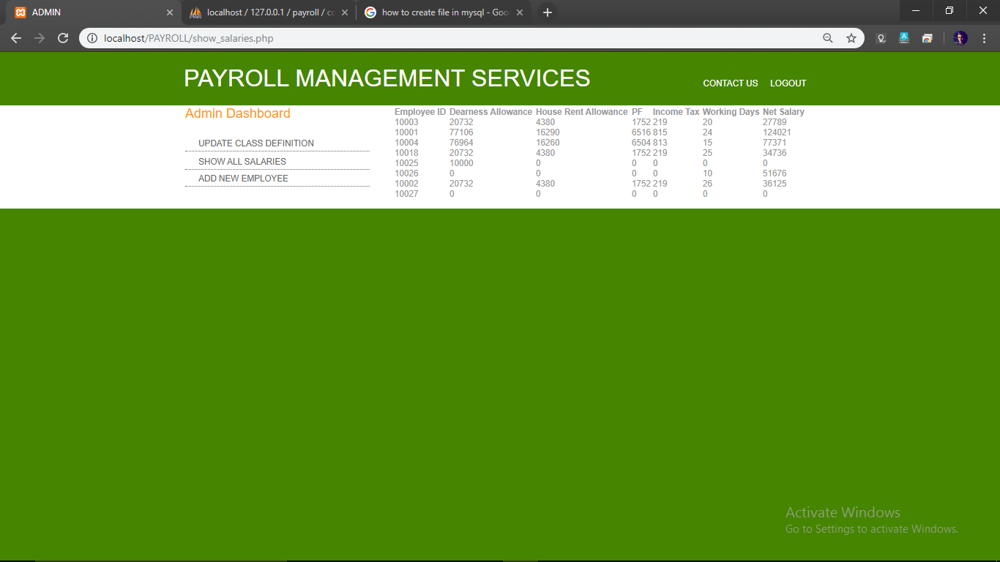 ADMIN
localhost / 127.0.0.1 / payroll / co
how to create file in mysql - Goo
localhost/PAYROLL/show_salaries.php
PAYROLL MANAGEMENT SERVICES
CONTACT US LOGOUT
Admin Dashboard
UPDATE CLASS DEFINITION
SHOW ALL SALARIES
ADD NEW EMPLOYEE
Employee ID Dearness Allowance House Rent Allowance PF Income Tax Working Days Net Salary
10003 20732 4380 1752 219 20 27789
10001 77106 16290 6516 815 24 124021
10004 76964 16260 6504 813 15 77371
10018 20732 4380 1752 219 25 34736
10025 10000 0 0 0 0 0
10026 0 0 0 0 10 51676
10002 20732 4380 1752 219 26 36125
10027 0 0 0 0 0 0
Activate Windows
Go to Settings to activate Windows.